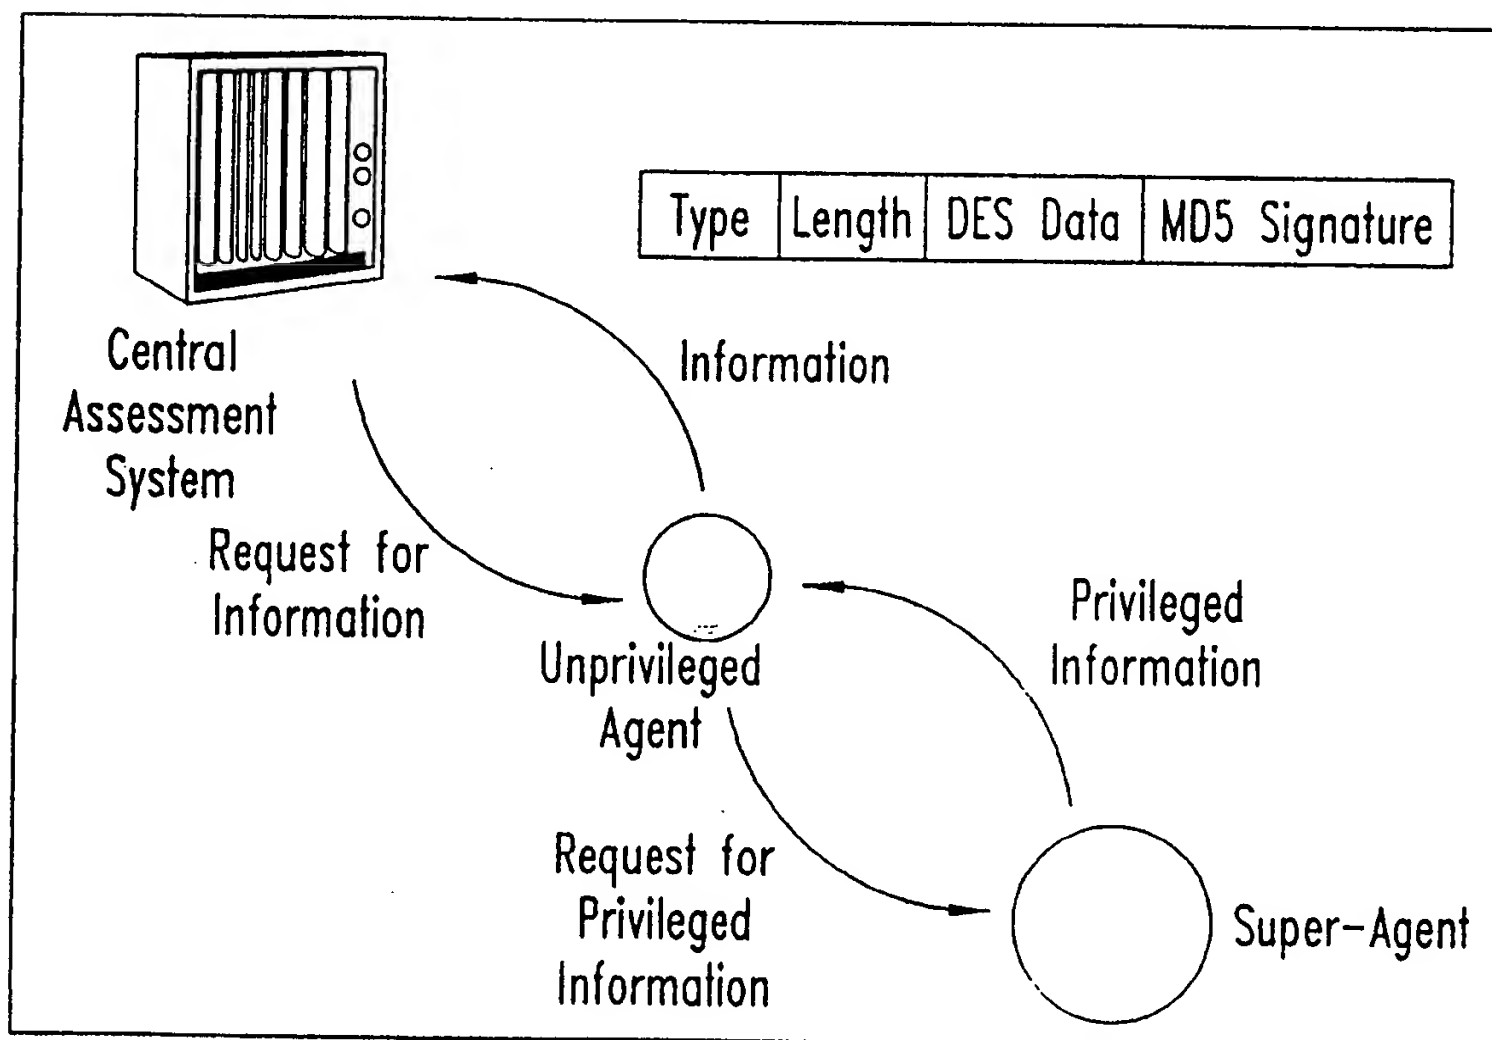 Type Length DES Data MD5 Signature
Central
Assessment
System
Information
Request for
Information
Unprivileged
Agent
Privileged
Information
Request for
Privileged
Information
Super-Agent